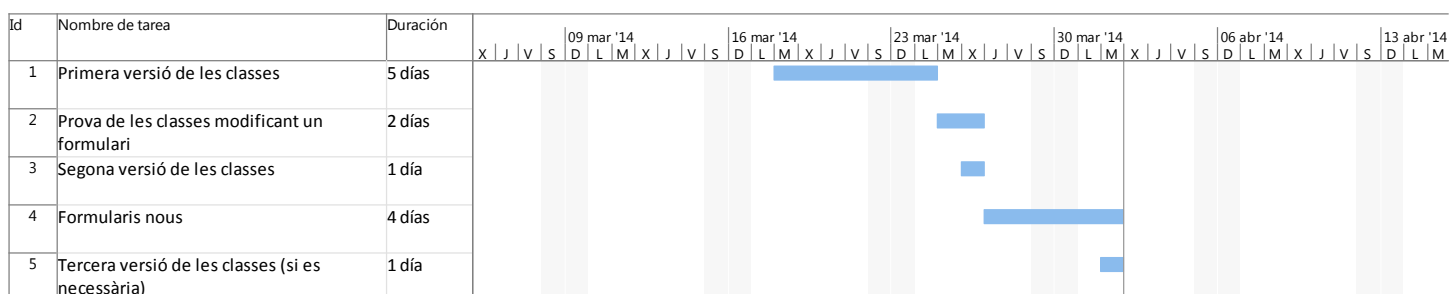 Id Nombre de tarea Duración
09 mar '14 16 mar '14 23 mar '14 30 mar '14 06 abr '14 13 abr '14
X J V S D L M X J V S D L M X J V S D L M X J V S D L M X J V S D L M X J V S D L M
1 Primera versió de les classes 5 días
2 Prova de les classes modificant un 2 días
formulari
3 Segona versió de les classes 1 día
4 Formularis nous 4 días
5 Tercera versió de les classes (si es 1 día
necessària)